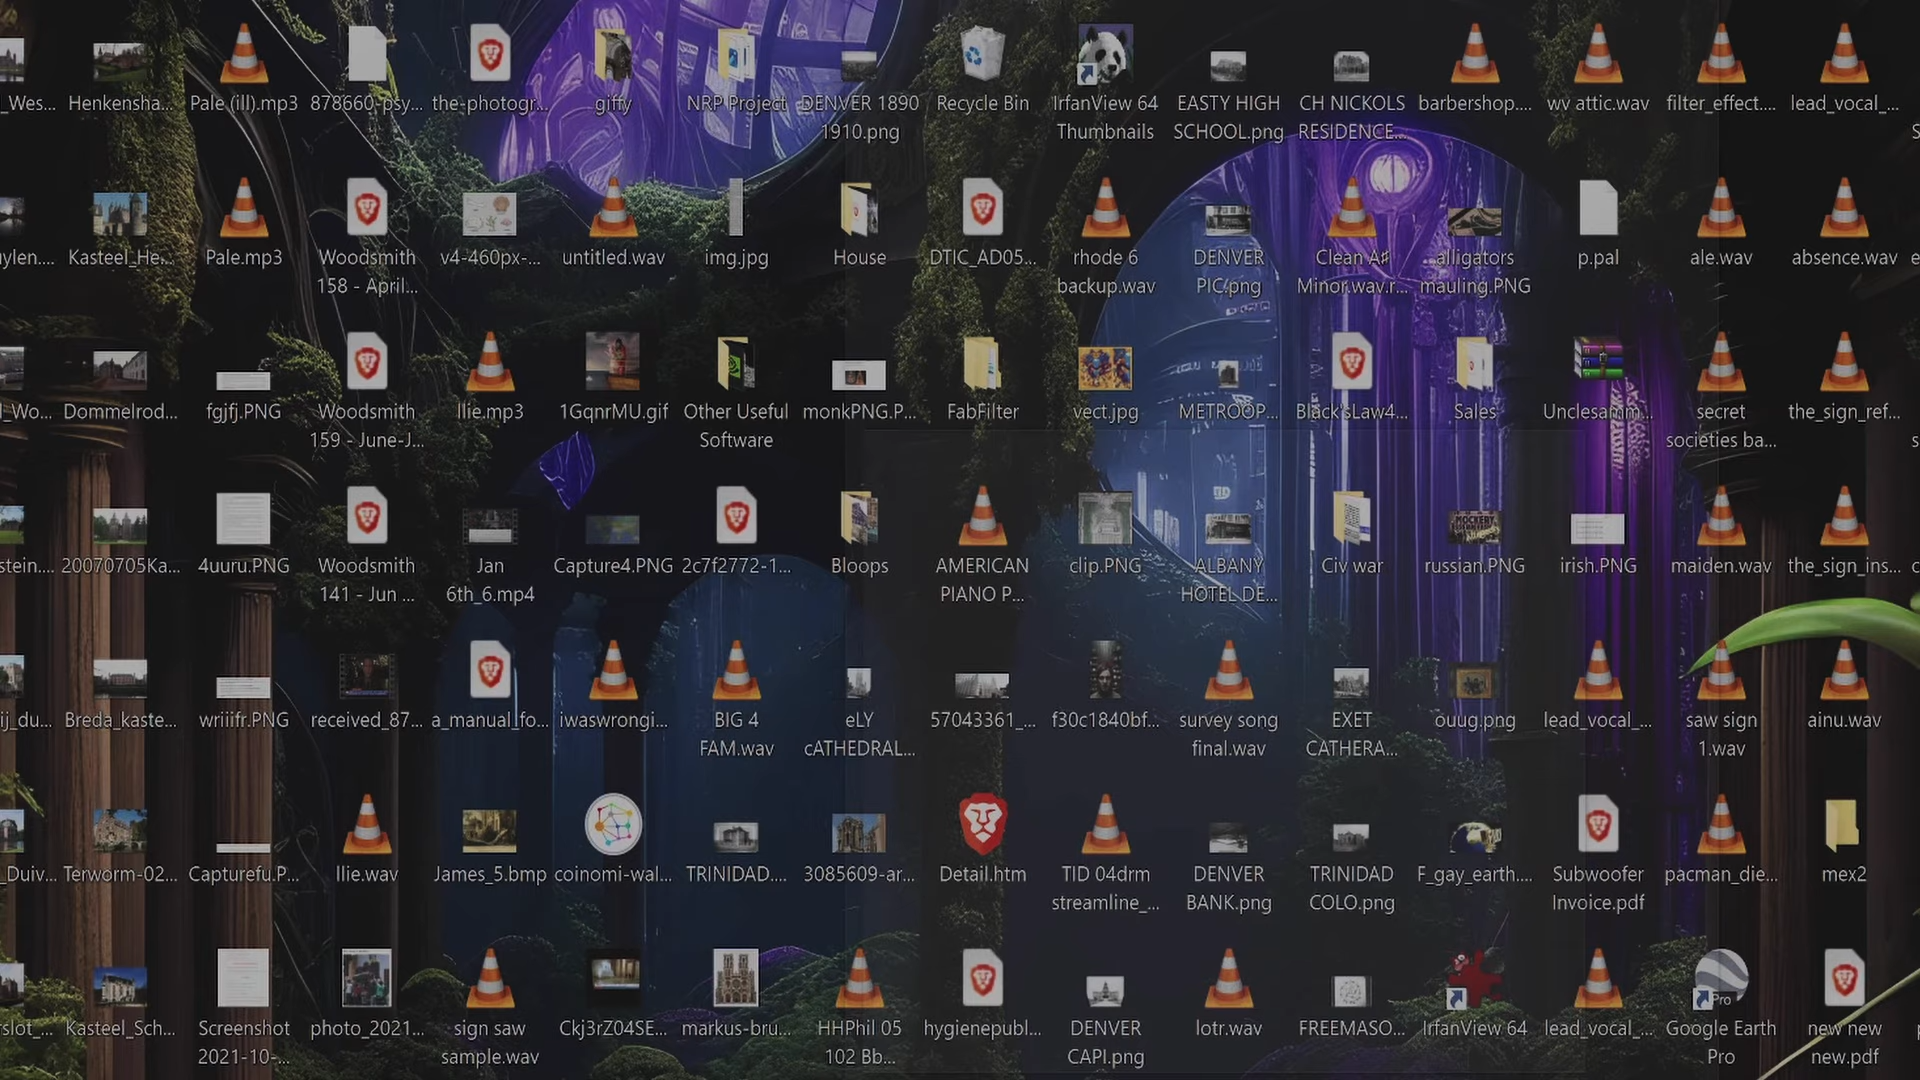 _Wes... Henkensha... Pale (ill).mp3 878660-psy... the-photogr... giffy NRP Project DENVER 1890 Recycle Bin IrfanView 64 EASTY HIGH CH NICKOLS barbershop.... wv attic.wav filter_effect.... lead_vocal_...
1910.png Thumbnails SCHOOL.png RESIDENCE...
ylen.... Kasteel_He... Pale.mp3 Woodsmith v4-460px-... untitled.wav img.jpg House DTIC_AD05... rhode 6 DENVER Clean A♯ alligators p.pal ale.wav absence.wav
158 - April... backup.wav PIC.png Minor.wav.r... mauling.PNG
l_Wo... Dommelrod... fgjfj.PNG Woodsmith llie.mp3 1GqnrMU.gif Other Useful monkPNG.P... FabFilter vect.jpg METROOP... Black'sLaw4... Sales Unclesamm... secret the_sign_ref...
159 - June-J... Software societies ba...
stein.... 20070705Ka... 4uuru.PNG Woodsmith Jan Capture4.PNG 2c7f2772-1... Bloops AMERICAN clip.PNG ALBANY Civ war russian.PNG irish.PNG maiden.wav the_sign_ins...
141 - Jun ... 6th_6.mp4 PIANO P... HOTEL DE...
ij_du... Breda_kaste... wriiifr.PNG received_87... a_manual_fo... iwaswrongi... BIG 4 eLY 57043361_... f30c1840bf... survey song EXET ouug.png lead_vocal_... saw sign ainu.wav
FAM.wav cATHEDRAL... final.wav CATHERA... 1.wav
_Duiv... Terworm-02... Capturefu.P... llie.wav James_5.bmp coinomi-wal... TRINIDAD.... 3085609-ar... Detail.htm TID 04drm DENVER TRINIDAD F_gay_earth.... Subwoofer pacman_die... mex2
streamline_... BANK.png COLO.png Invoice.pdf
rslot_... Kasteel_Sch... Screenshot photo_2021... sign saw Ckj3rZ04SE... markus-bru... HHPhil 05 hygienepubl... DENVER lotr.wav FREEMASO... IrfanView 64 lead_vocal_... Google Earth new new
2021-10-... sample.wav 102 Bb... CAPI.png Pro new.pdf